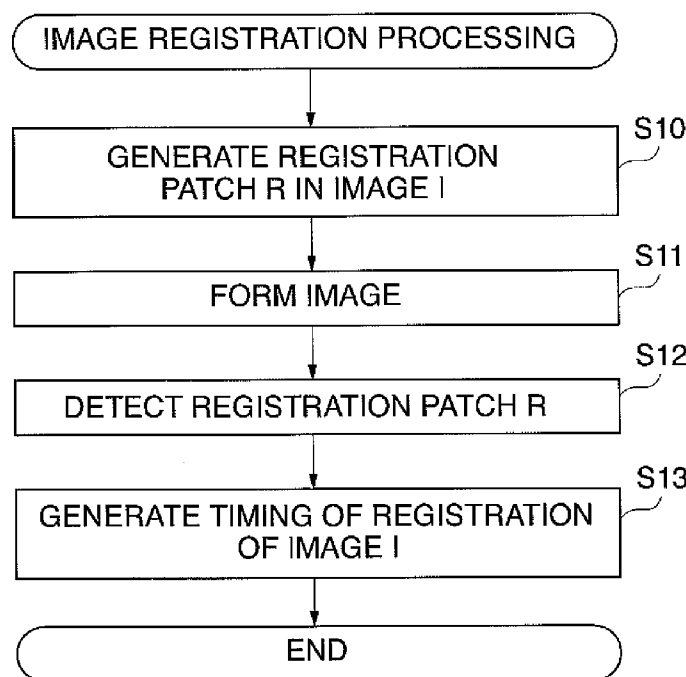 IMAGE REGISTRATION PROCESSING
S10
GENERATE REGISTRATION
PATCH R IN IMAGE I
S11
FORM IMAGE
S12
DETECT REGISTRATION PATCH R
S13
GENERATE TIMING OF REGISTRATION
OF IMAGE I
END